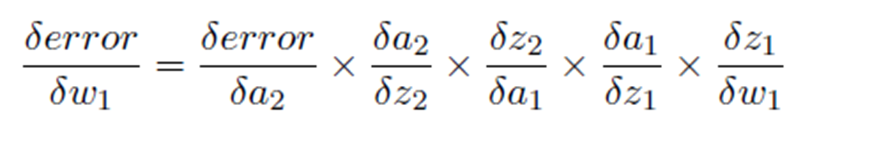 δerror/δw₁ = δerror/δa₂ × δa₂/δz₂ × δz₂/δa₁ × δa₁/δz₁ × δz₁/δw₁